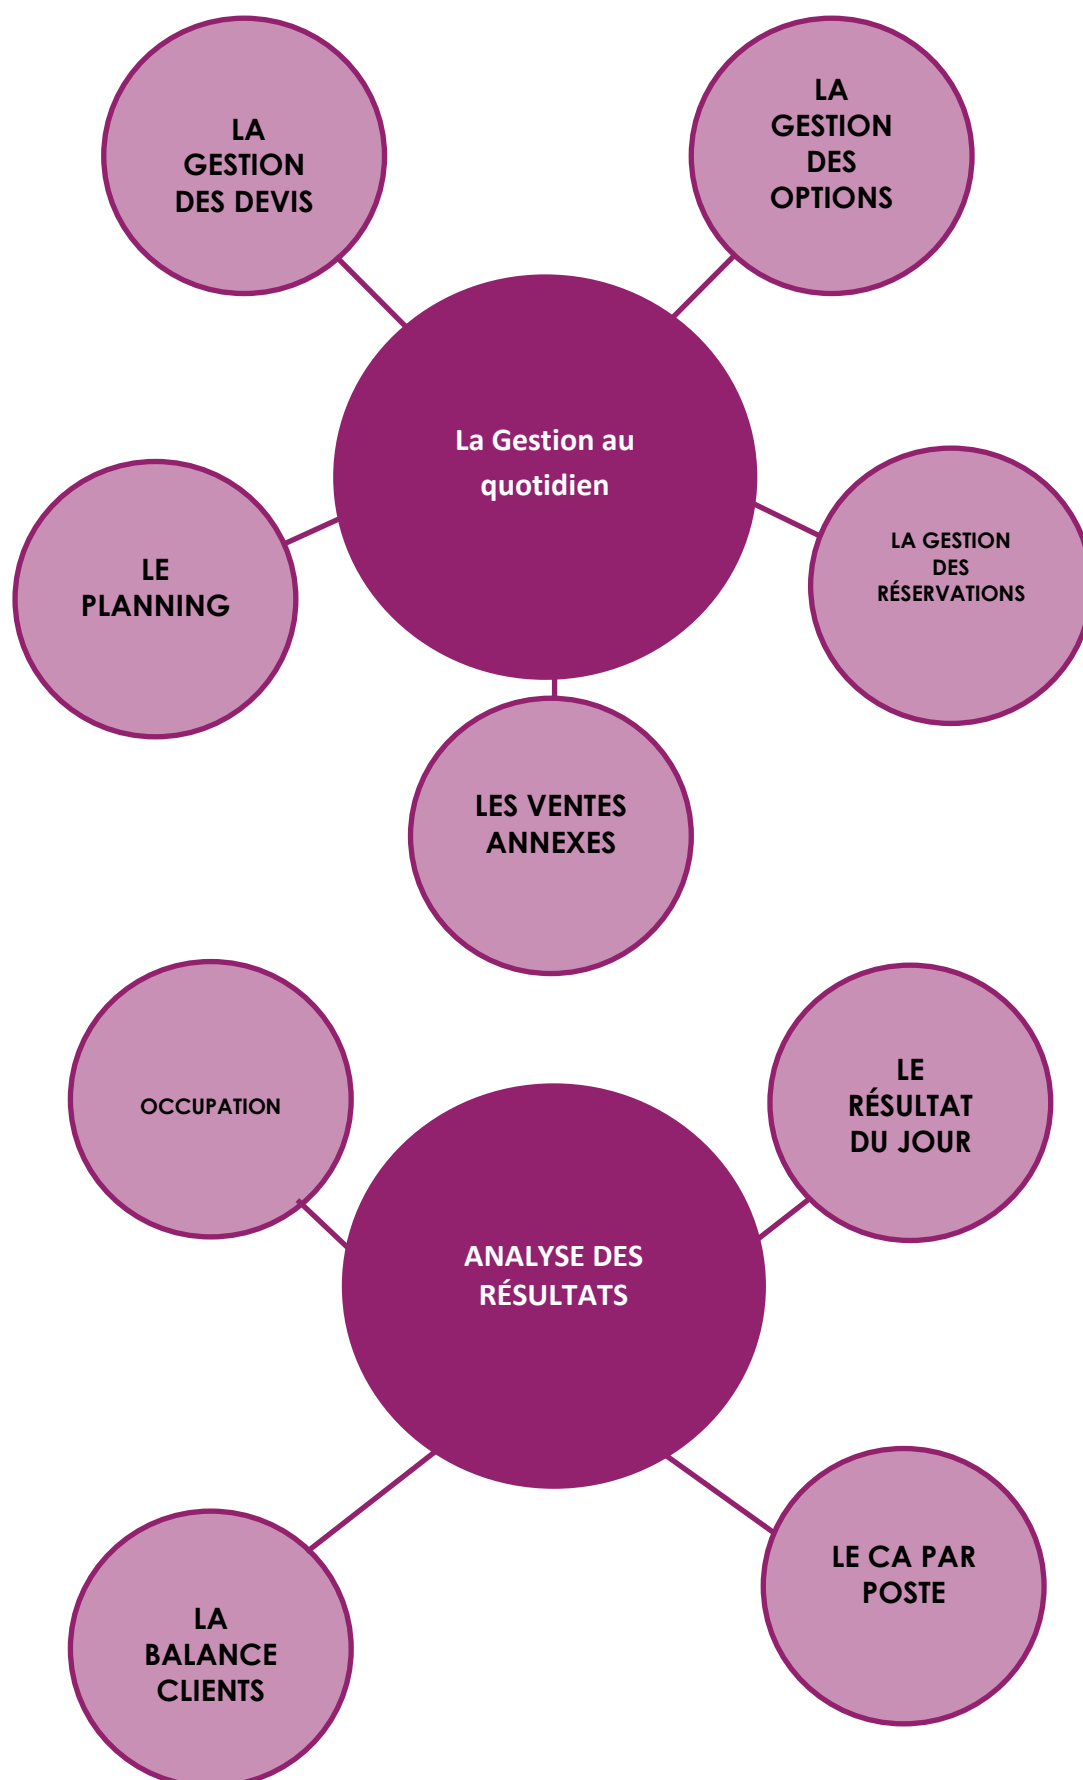 LA
GESTION
DES DEVIS
LA
GESTION
DES
OPTIONS
La Gestion au
quotidien
LE
PLANNING
LA GESTION
DES
RÉSERVATIONS
LES VENTES
ANNEXES
OCCUPATION
LE
RÉSULTAT
DU JOUR
ANALYSE DES
RÉSULTATS
LA
BALANCE
CLIENTS
LE CA PAR
POSTE